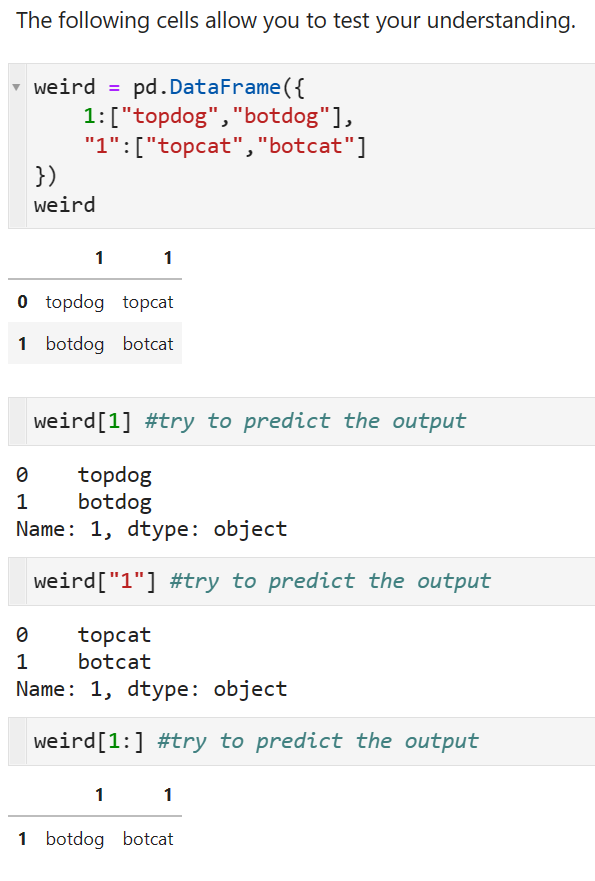 The following cells allow you to test your understanding.
weird = pd.DataFrame({
    1:["topdog","botdog"],
    "1":["topcat","botcat"]
})
weird
1 1
0 topdog topcat
1 botdog botcat
weird[1] #try to predict the output
0    topdog
1    botdog
Name: 1, dtype: object
weird["1"] #try to predict the output
0    topcat
1    botcat
Name: 1, dtype: object
weird[1:] #try to predict the output
1 1
1 botdog botcat